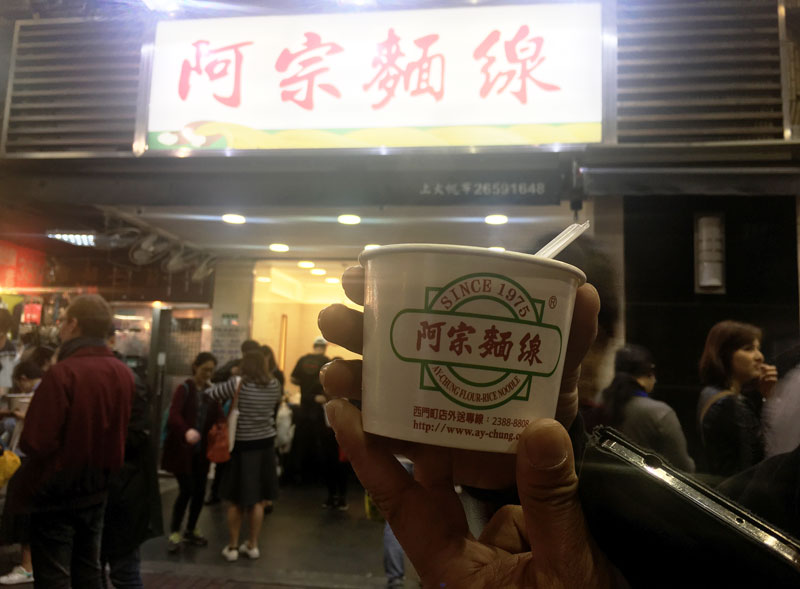 阿宗麵線
26591648
SINCE 1975
阿宗麵線
AY-CHUNG FLOUR-RICE NOODLE
西門町店外送專線：2388-8808
http://www.ay-chung.c